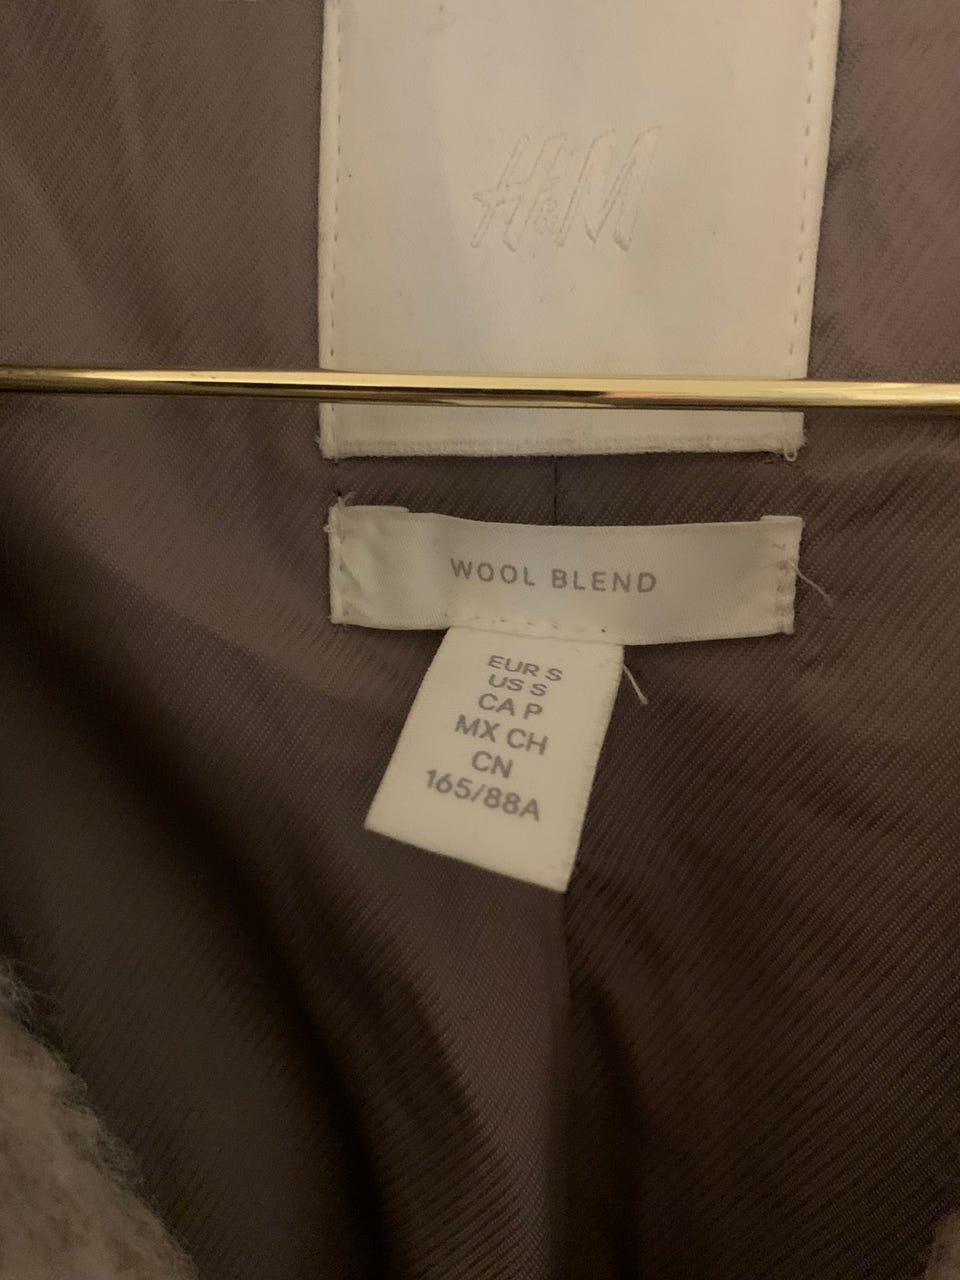 H&M
WOOL BLEND
EUR S
US S
CA P
MX CH
CN
165/88A